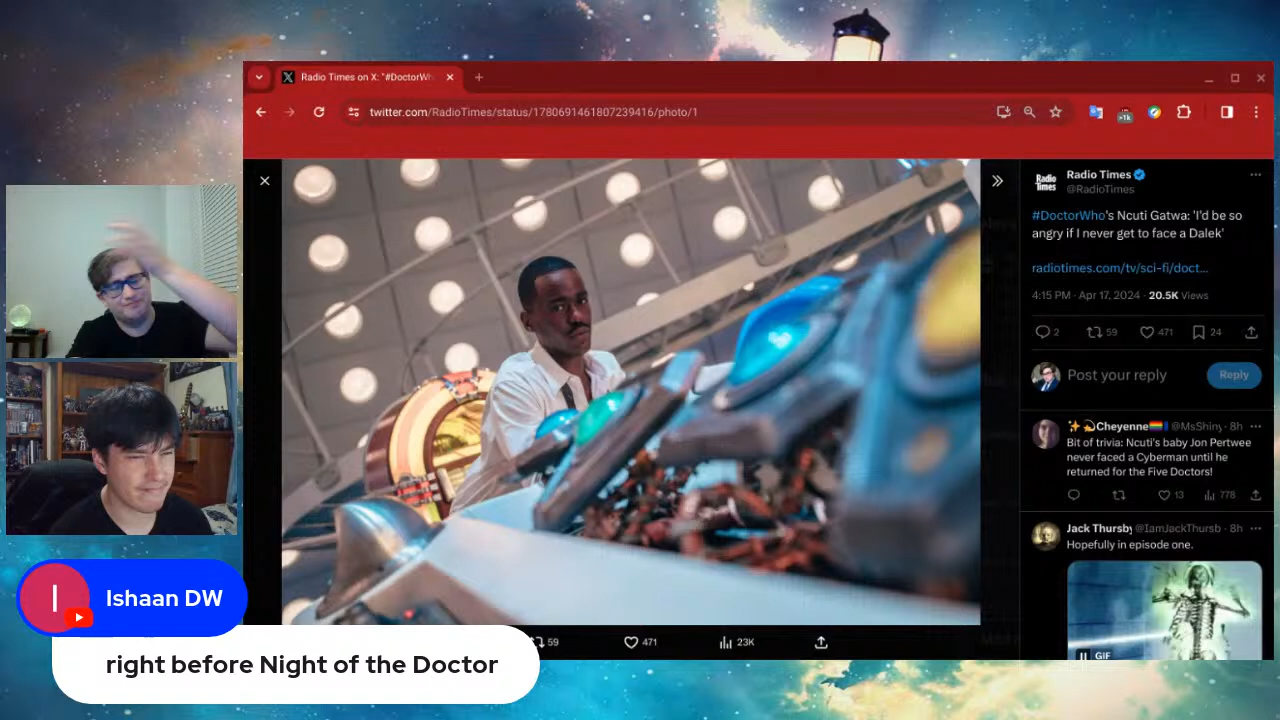 Radio Times on X: "#DoctorWh
twitter.com/RadioTimes/status/1780691461807239416/photo/1
>1k
Radio Times
Radio Times
@RadioTimes
#DoctorWho's Ncuti Gatwa: 'I'd be so
angry if I never get to face a Dalek'
radiotimes.com/tv/sci-fi/doct...
4:15 PM · Apr 17, 2024 · 20.5K Views
2 59 471 24
Post your reply
Reply
Cheyenne @MsShiny · 8h
Bit of trivia: Ncuti's baby Jon Pertwee
never faced a Cyberman until he
returned for the Five Doctors!
13 778
Jack Thursby @IamJackThursb · 8h
Hopefully in episode one.
GIF
59 471 23K
I
Ishaan DW
right before Night of the Doctor